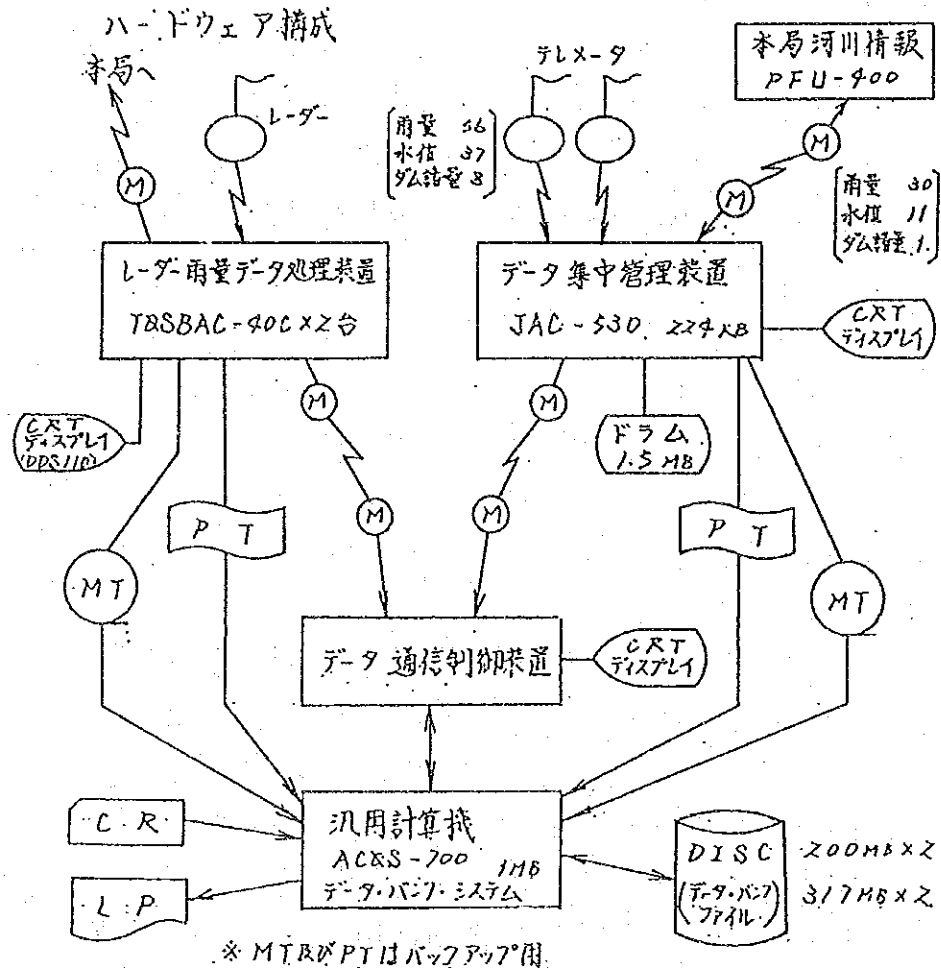 ハードウェア構成
本局へ
レーダー
テレメータ
本局河川情報
PFU-400
雨量 56
水位 37
ダム諸量 8
M
M
M
雨量 30
水位 11
ダム諸量 1.
レーダー雨量データ処理装置
TOSBAC-40C×2台
データ集中管理装置
JAC-530 224KB
CRT
ディスプレイ
CRT
ディスプレイ
(DDS110)
M
M
ドラム
1.5MB
M
M
PT
PT
MT
MT
データ通信制御装置
CRT
ディスプレイ
C.R
L.P
汎用計算機
ACOS-700 1MB
データ・バンク・システム
DISC
(データ・バンク
ファイル)
200MB×2
317MB×2
※MT及びPTはバックアップ用